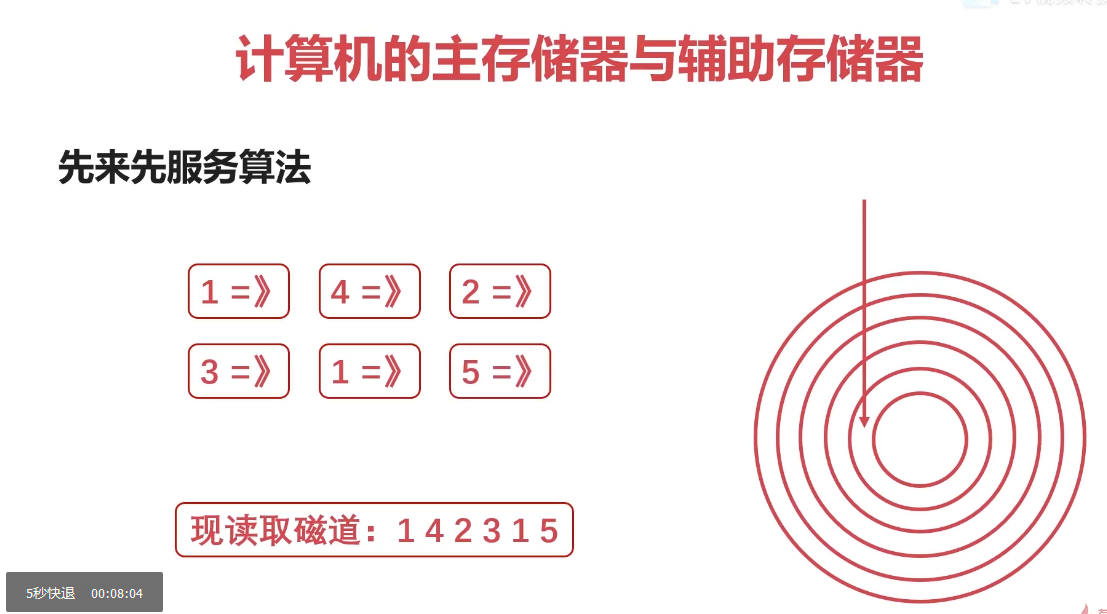 计算机的主存储器与辅助存储器
先来先服务算法
1 =》 4 =》 2 =》
3 =》 1 =》 5 =》
现读取磁道：1 4 2 3 1 5
5秒快退 00:08:04